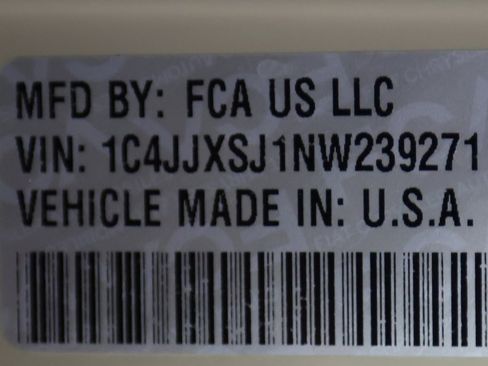 MFD BY: FCA US LLC
VIN: 1C4JJXSJ1NW239271
VEHICLE MADE IN: U.S.A.